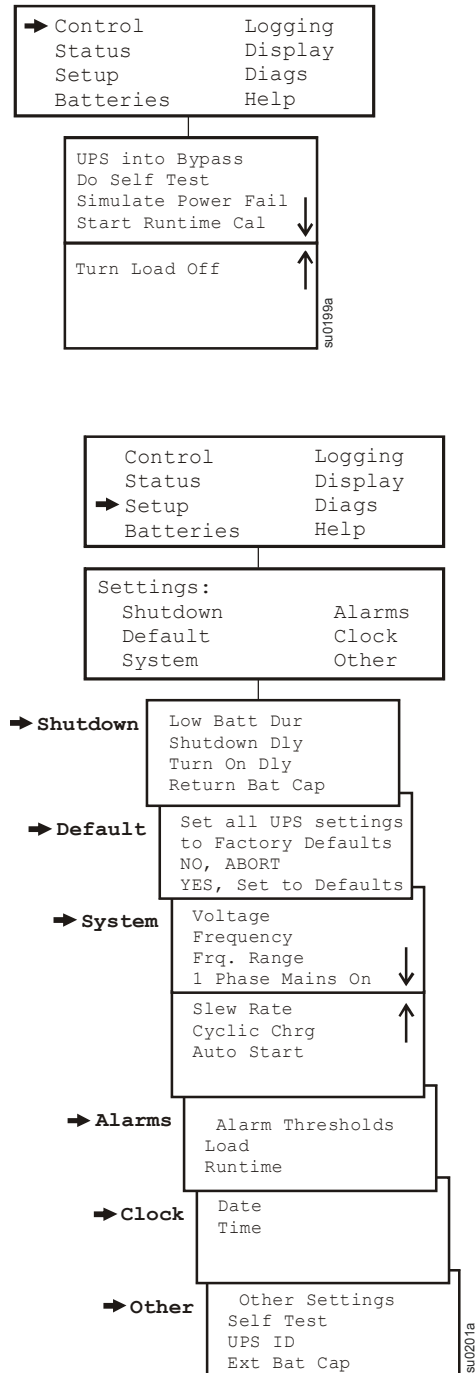 Control Logging
Status Display
Setup Diags
Batteries Help
UPS into Bypass
Do Self Test
Simulate Power Fail
Start Runtime Cal
Turn Load Off
su0199a
Control Logging
Status Display
Setup Diags
Batteries Help
Settings:
Shutdown Alarms
Default Clock
System Other
Shutdown
Low Batt Dur
Shutdown Dly
Turn On Dly
Return Bat Cap
Default
Set all UPS settings
to Factory Defaults
NO, ABORT
YES, Set to Defaults
System
Voltage
Frequency
Frq. Range
1 Phase Mains On
Slew Rate
Cyclic Chrg
Auto Start
Alarms
Alarm Thresholds
Load
Runtime
Clock
Date
Time
Other
Other Settings
Self Test
UPS ID
Ext Bat Cap
su0201a